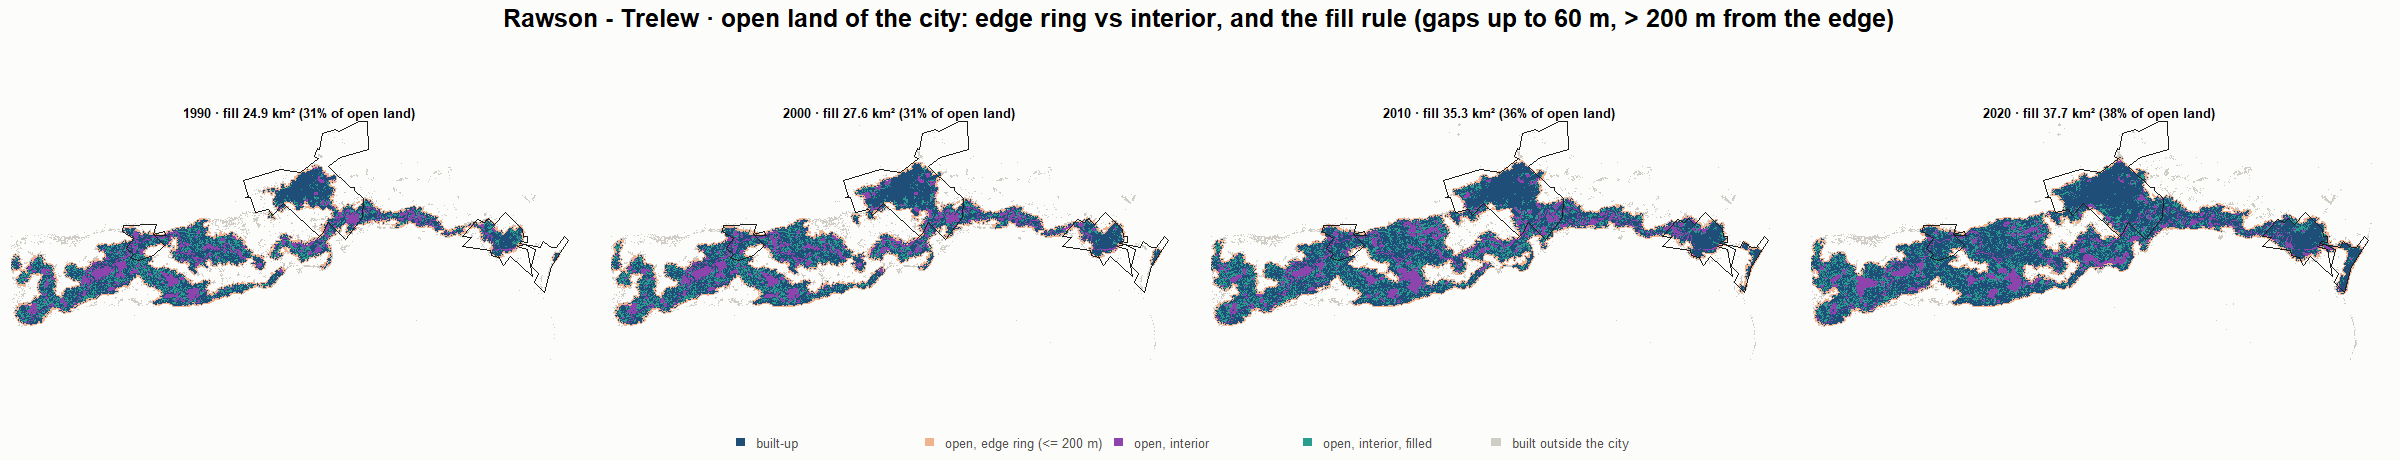 Rawson - Trelew · open land of the city: edge ring vs interior, and the fill rule (gaps up to 60 m, > 200 m from the edge)
1990 · fill 24.9 km² (31% of open land)
2000 · fill 27.6 km² (31% of open land)
2010 · fill 35.3 km² (36% of open land)
2020 · fill 37.7 km² (38% of open land)
built-up
open, edge ring (<= 200 m)
open, interior
open, interior, filled
built outside the city